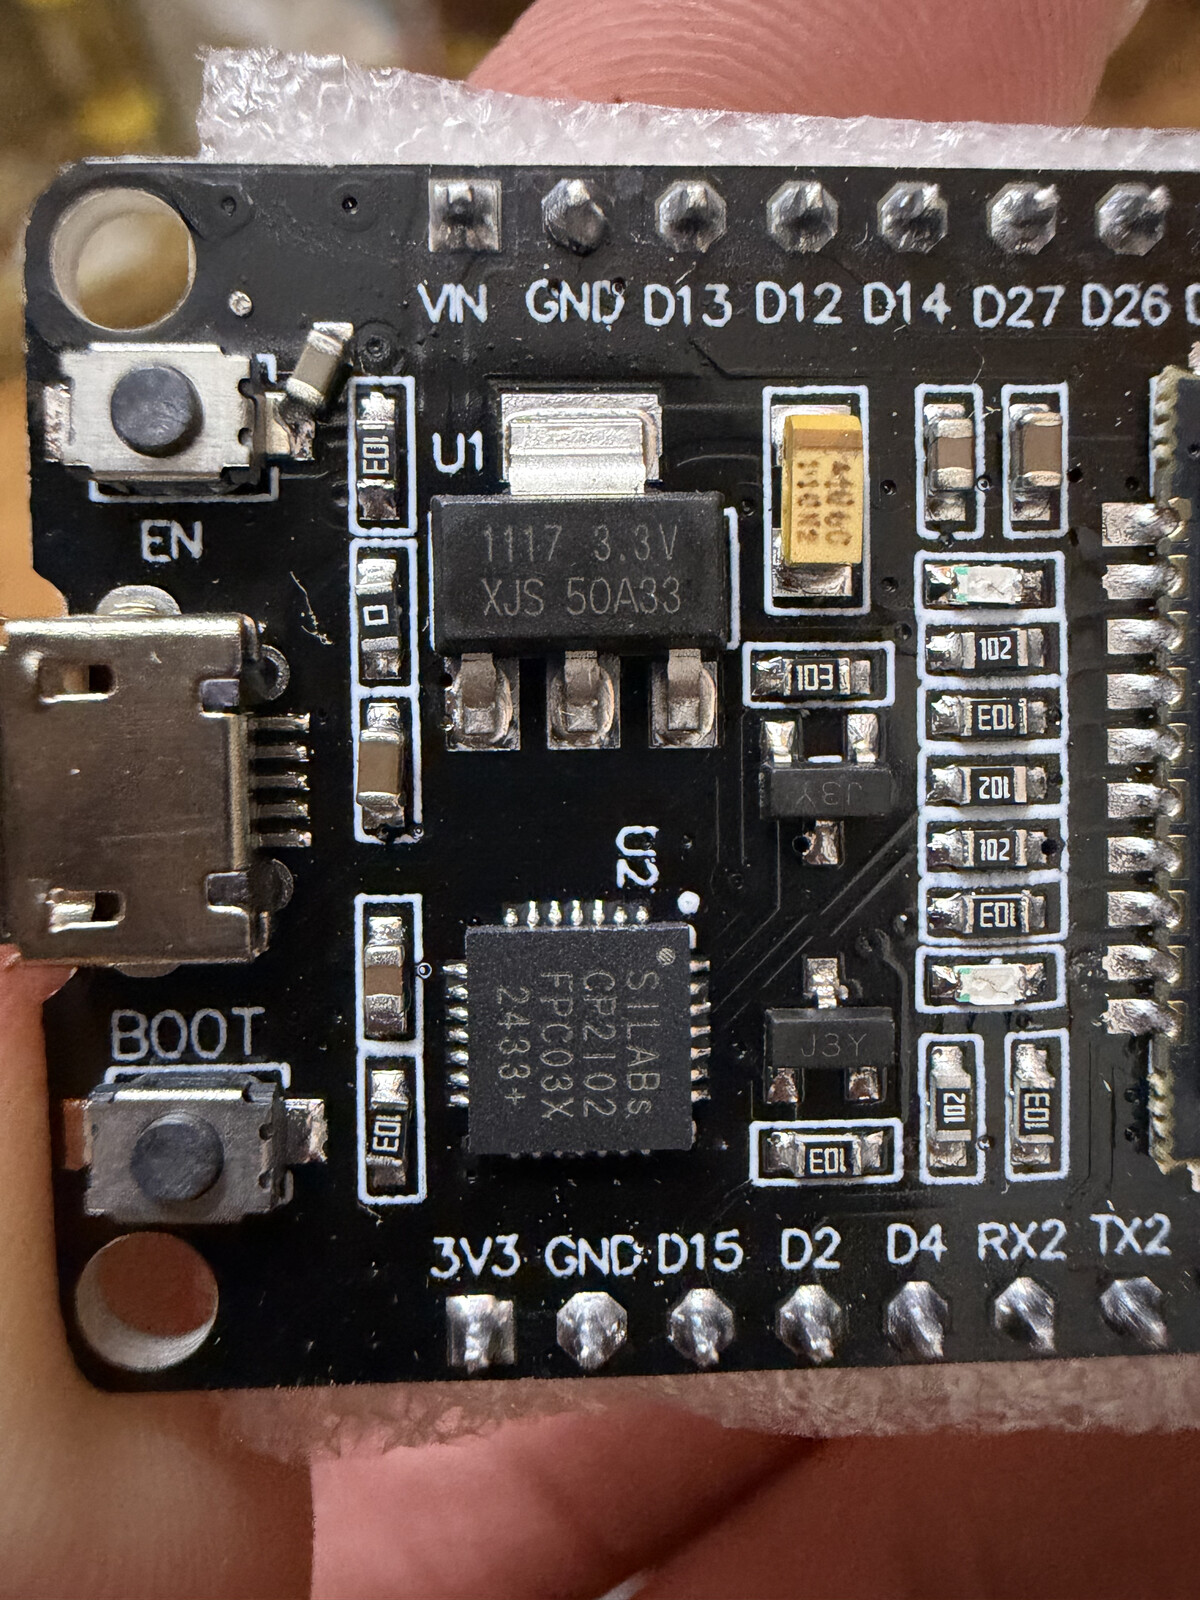 VIN GND D13 D12 D14 D27 D26
U1
EN
103
1117 3.3V
XJS 50A33
0
103
102
103
102
102
103
J3Y
U2
SILABS
CP2102
FPC03X
2433+
J3Y
BOOT
103
103
102
103
3V3 GND D15 D2 D4 RX2 TX2